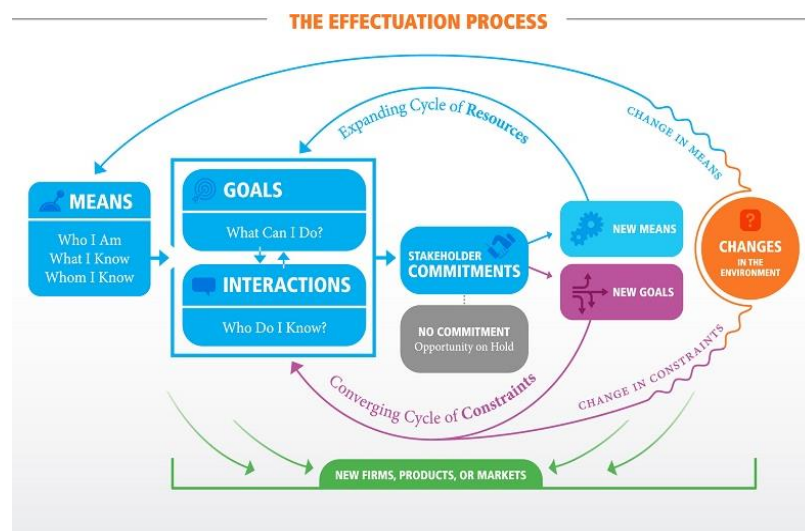 THE EFFECTUATION PROCESS
Expanding Cycle of Resources
CHANGE IN MEANS
MEANS
Who I Am
What I Know
Whom I Know
GOALS
What Can I Do?
INTERACTIONS
Who Do I Know?
STAKEHOLDER
COMMITMENTS
NO COMMITMENT
Opportunity on Hold
NEW MEANS
NEW GOALS
?
CHANGES
IN THE
ENVIRONMENT
Converging Cycle of Constraints
CHANGE IN CONSTRAINTS
NEW FIRMS, PRODUCTS, OR MARKETS